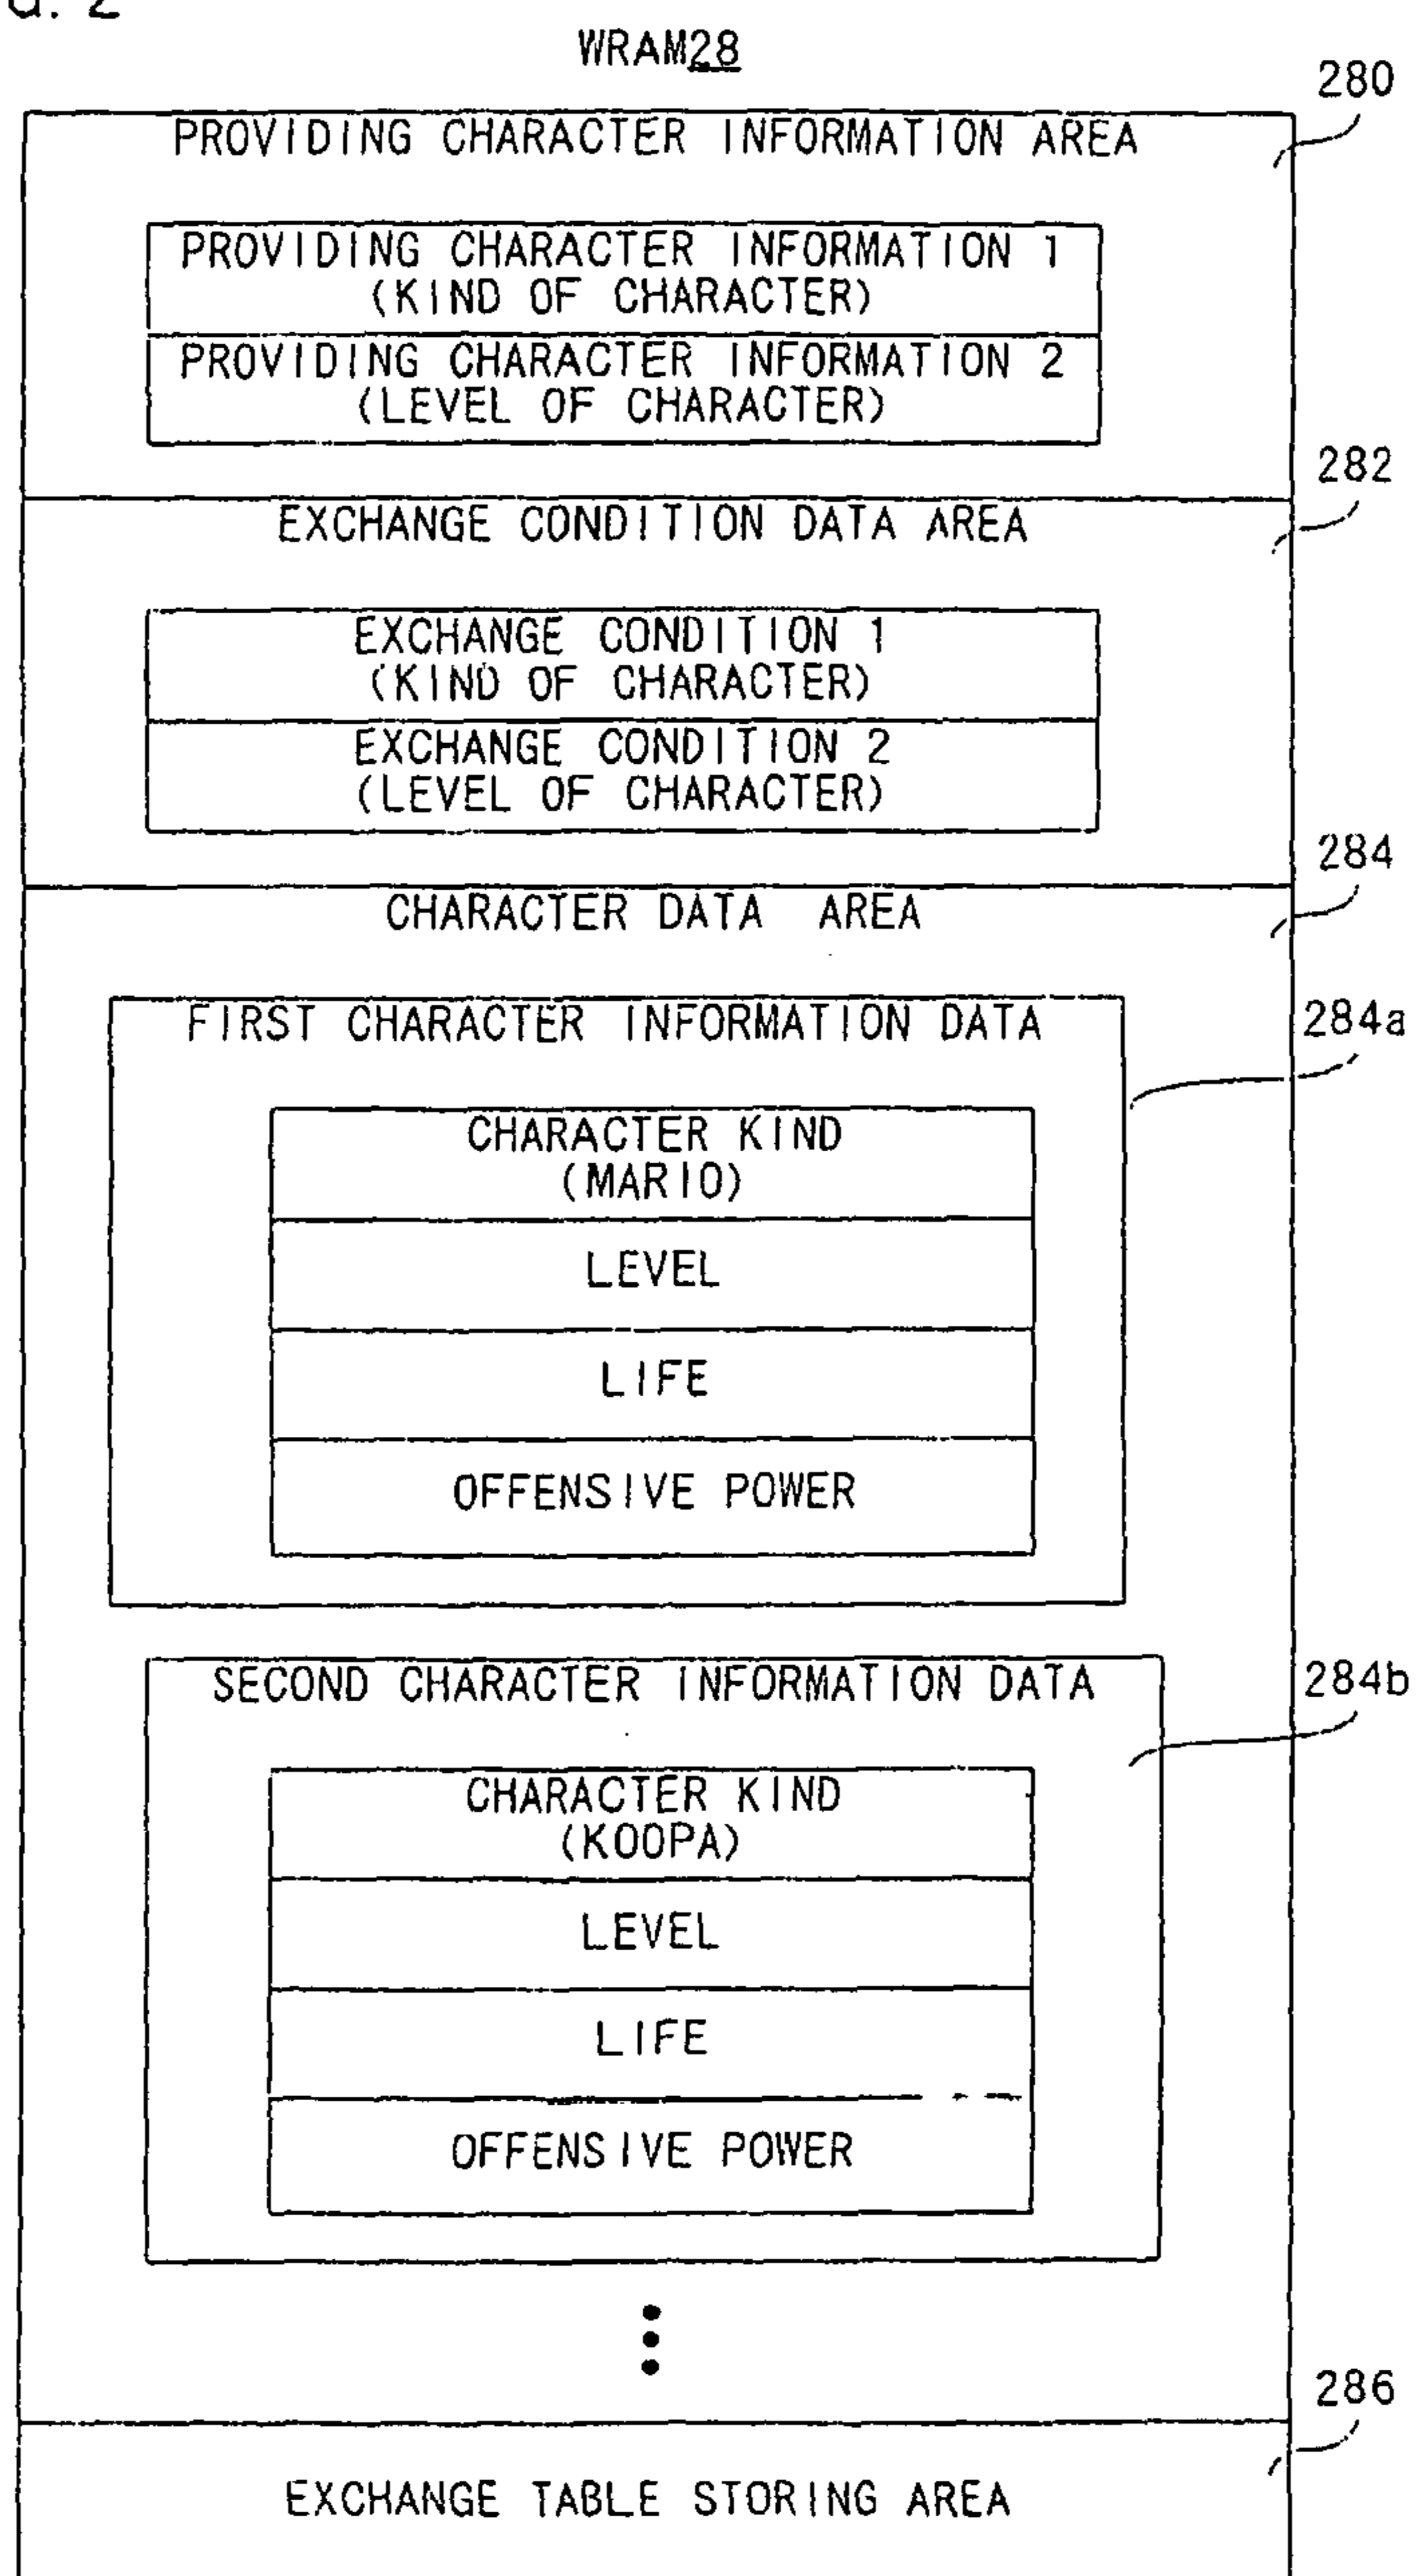 G. 2
WRAM28
280
PROVIDING CHARACTER INFORMATION AREA
PROVIDING CHARACTER INFORMATION 1
(KIND OF CHARACTER)
PROVIDING CHARACTER INFORMATION 2
(LEVEL OF CHARACTER)
282
EXCHANGE CONDITION DATA AREA
EXCHANGE CONDITION 1
(KIND OF CHARACTER)
EXCHANGE CONDITION 2
(LEVEL OF CHARACTER)
284
CHARACTER DATA AREA
284a
FIRST CHARACTER INFORMATION DATA
CHARACTER KIND
(MARIO)
LEVEL
LIFE
OFFENSIVE POWER
284b
SECOND CHARACTER INFORMATION DATA
CHARACTER KIND
(KOOPA)
LEVEL
LIFE
OFFENSIVE POWER
286
EXCHANGE TABLE STORING AREA